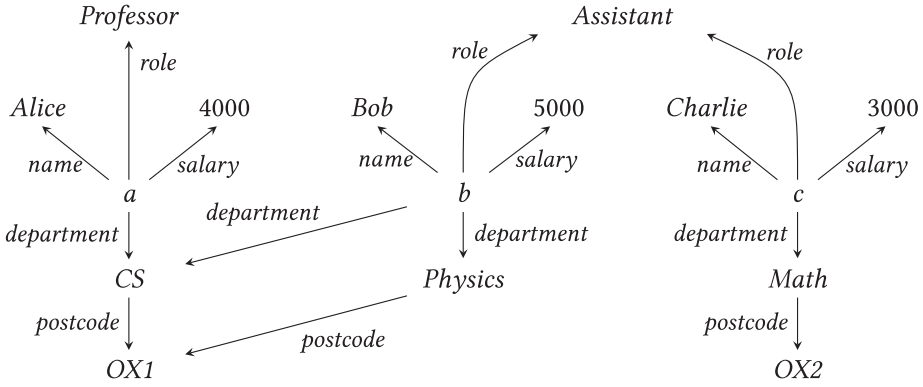 Professor Assistant
role role role
Alice 4000 Bob 5000 Charlie 3000
name salary name salary name salary
a b c
department department department department
CS Physics Math
postcode postcode postcode
OX1 OX2